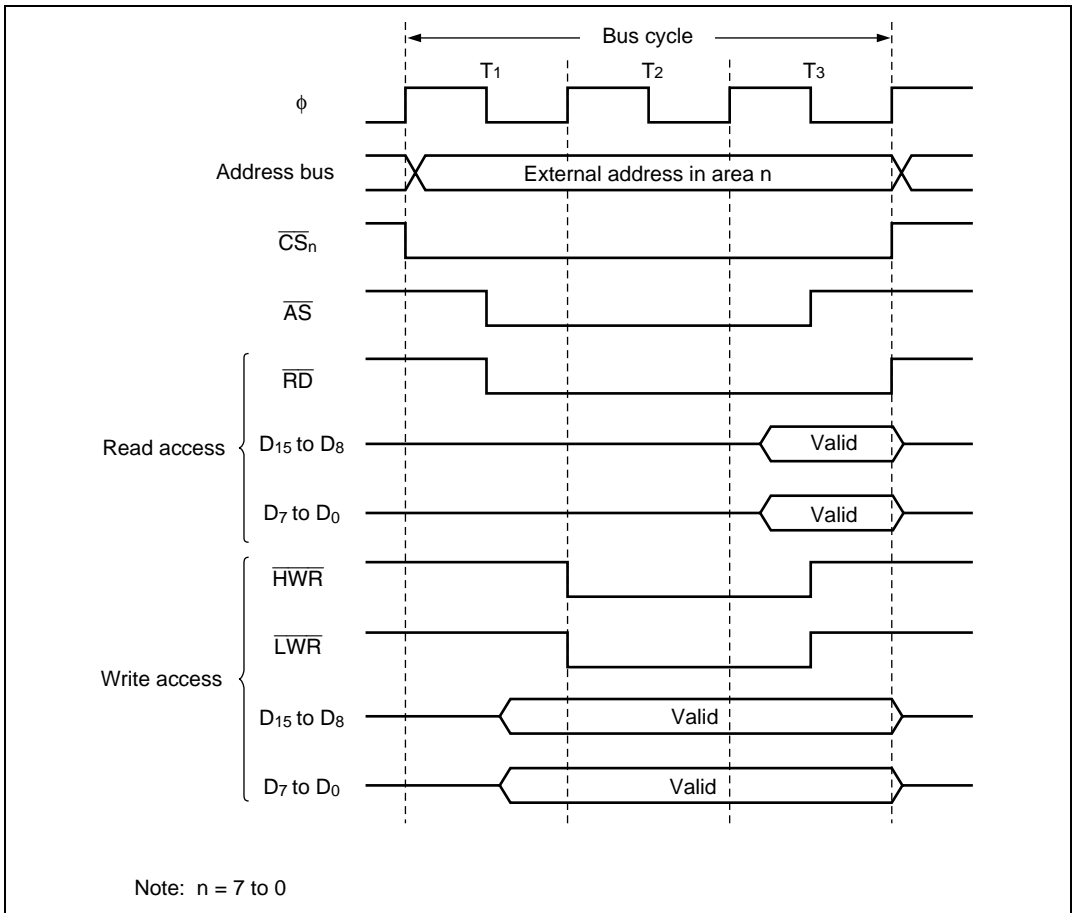 Bus cycle
T1 T2 T3
φ
Address bus External address in area n
CSn
AS
Read access
RD
D15 to D8 Valid
D7 to D0 Valid
Write access
HWR
LWR
D15 to D8 Valid
D7 to D0 Valid
Note: n = 7 to 0